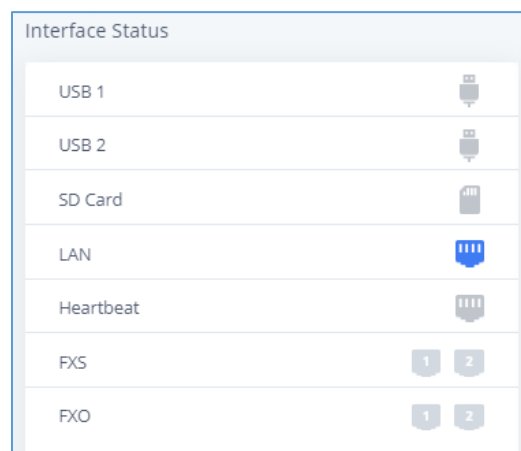 Interface Status
USB 1
USB 2
SD Card
LAN
Heartbeat
FXS 1 2
FXO 1 2